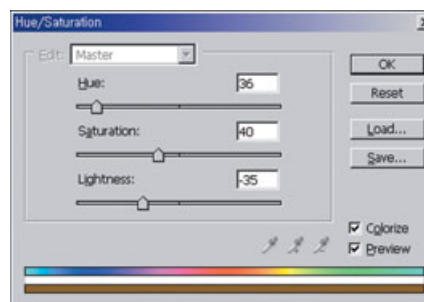 Hue/Saturation
Edit: Master
OK
Hue: 36
Reset
Saturation: 40
Load...
Save...
Lightness: -35
Colorize
Preview